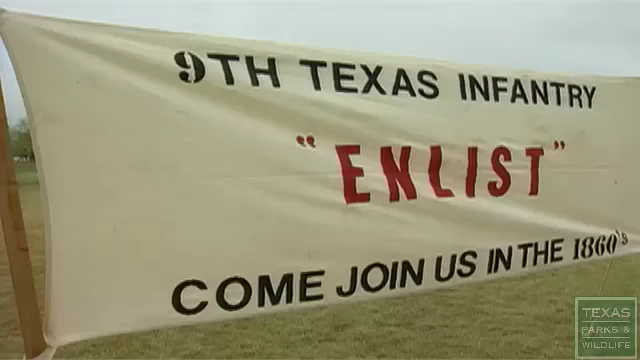 9TH TEXAS INFANTRY
"ENLIST"
COME JOIN US IN THE 1860's
TEXAS
PARKS &
WILDLIFE